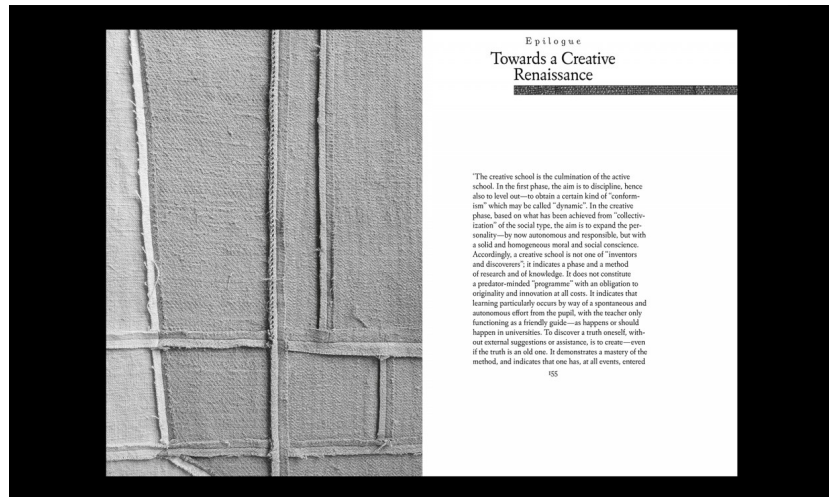 Epilogue
Towards a Creative
Renaissance
"The creative school is the culmination of the active
school. In the first phase, the aim is to discipline, hence
also to level out—to obtain a certain kind of "conform-
ism" which may be called "dynamic". In the creative
phase, based on what has been achieved from "collectiv-
ization" of the social type, the aim is to expand the per-
sonality—by now autonomous and responsible, but with
a solid and homogeneous moral and social conscience.
Accordingly, a creative school is not one of "inventors
and discoverers"; it indicates a phase and a method
of research and of knowledge. It does not constitute
a predator-minded "programme" with an obligation to
originality and innovation at all costs. It indicates that
learning particularly occurs by way of a spontaneous and
autonomous effort from the pupil, with the teacher only
functioning as a friendly guide—as happens or should
happen in universities. To discover a truth oneself, with-
out external suggestions or assistance, is to create—even
if the truth is an old one. It demonstrates a mastery of the
method, and indicates that one has, at all events, entered
155